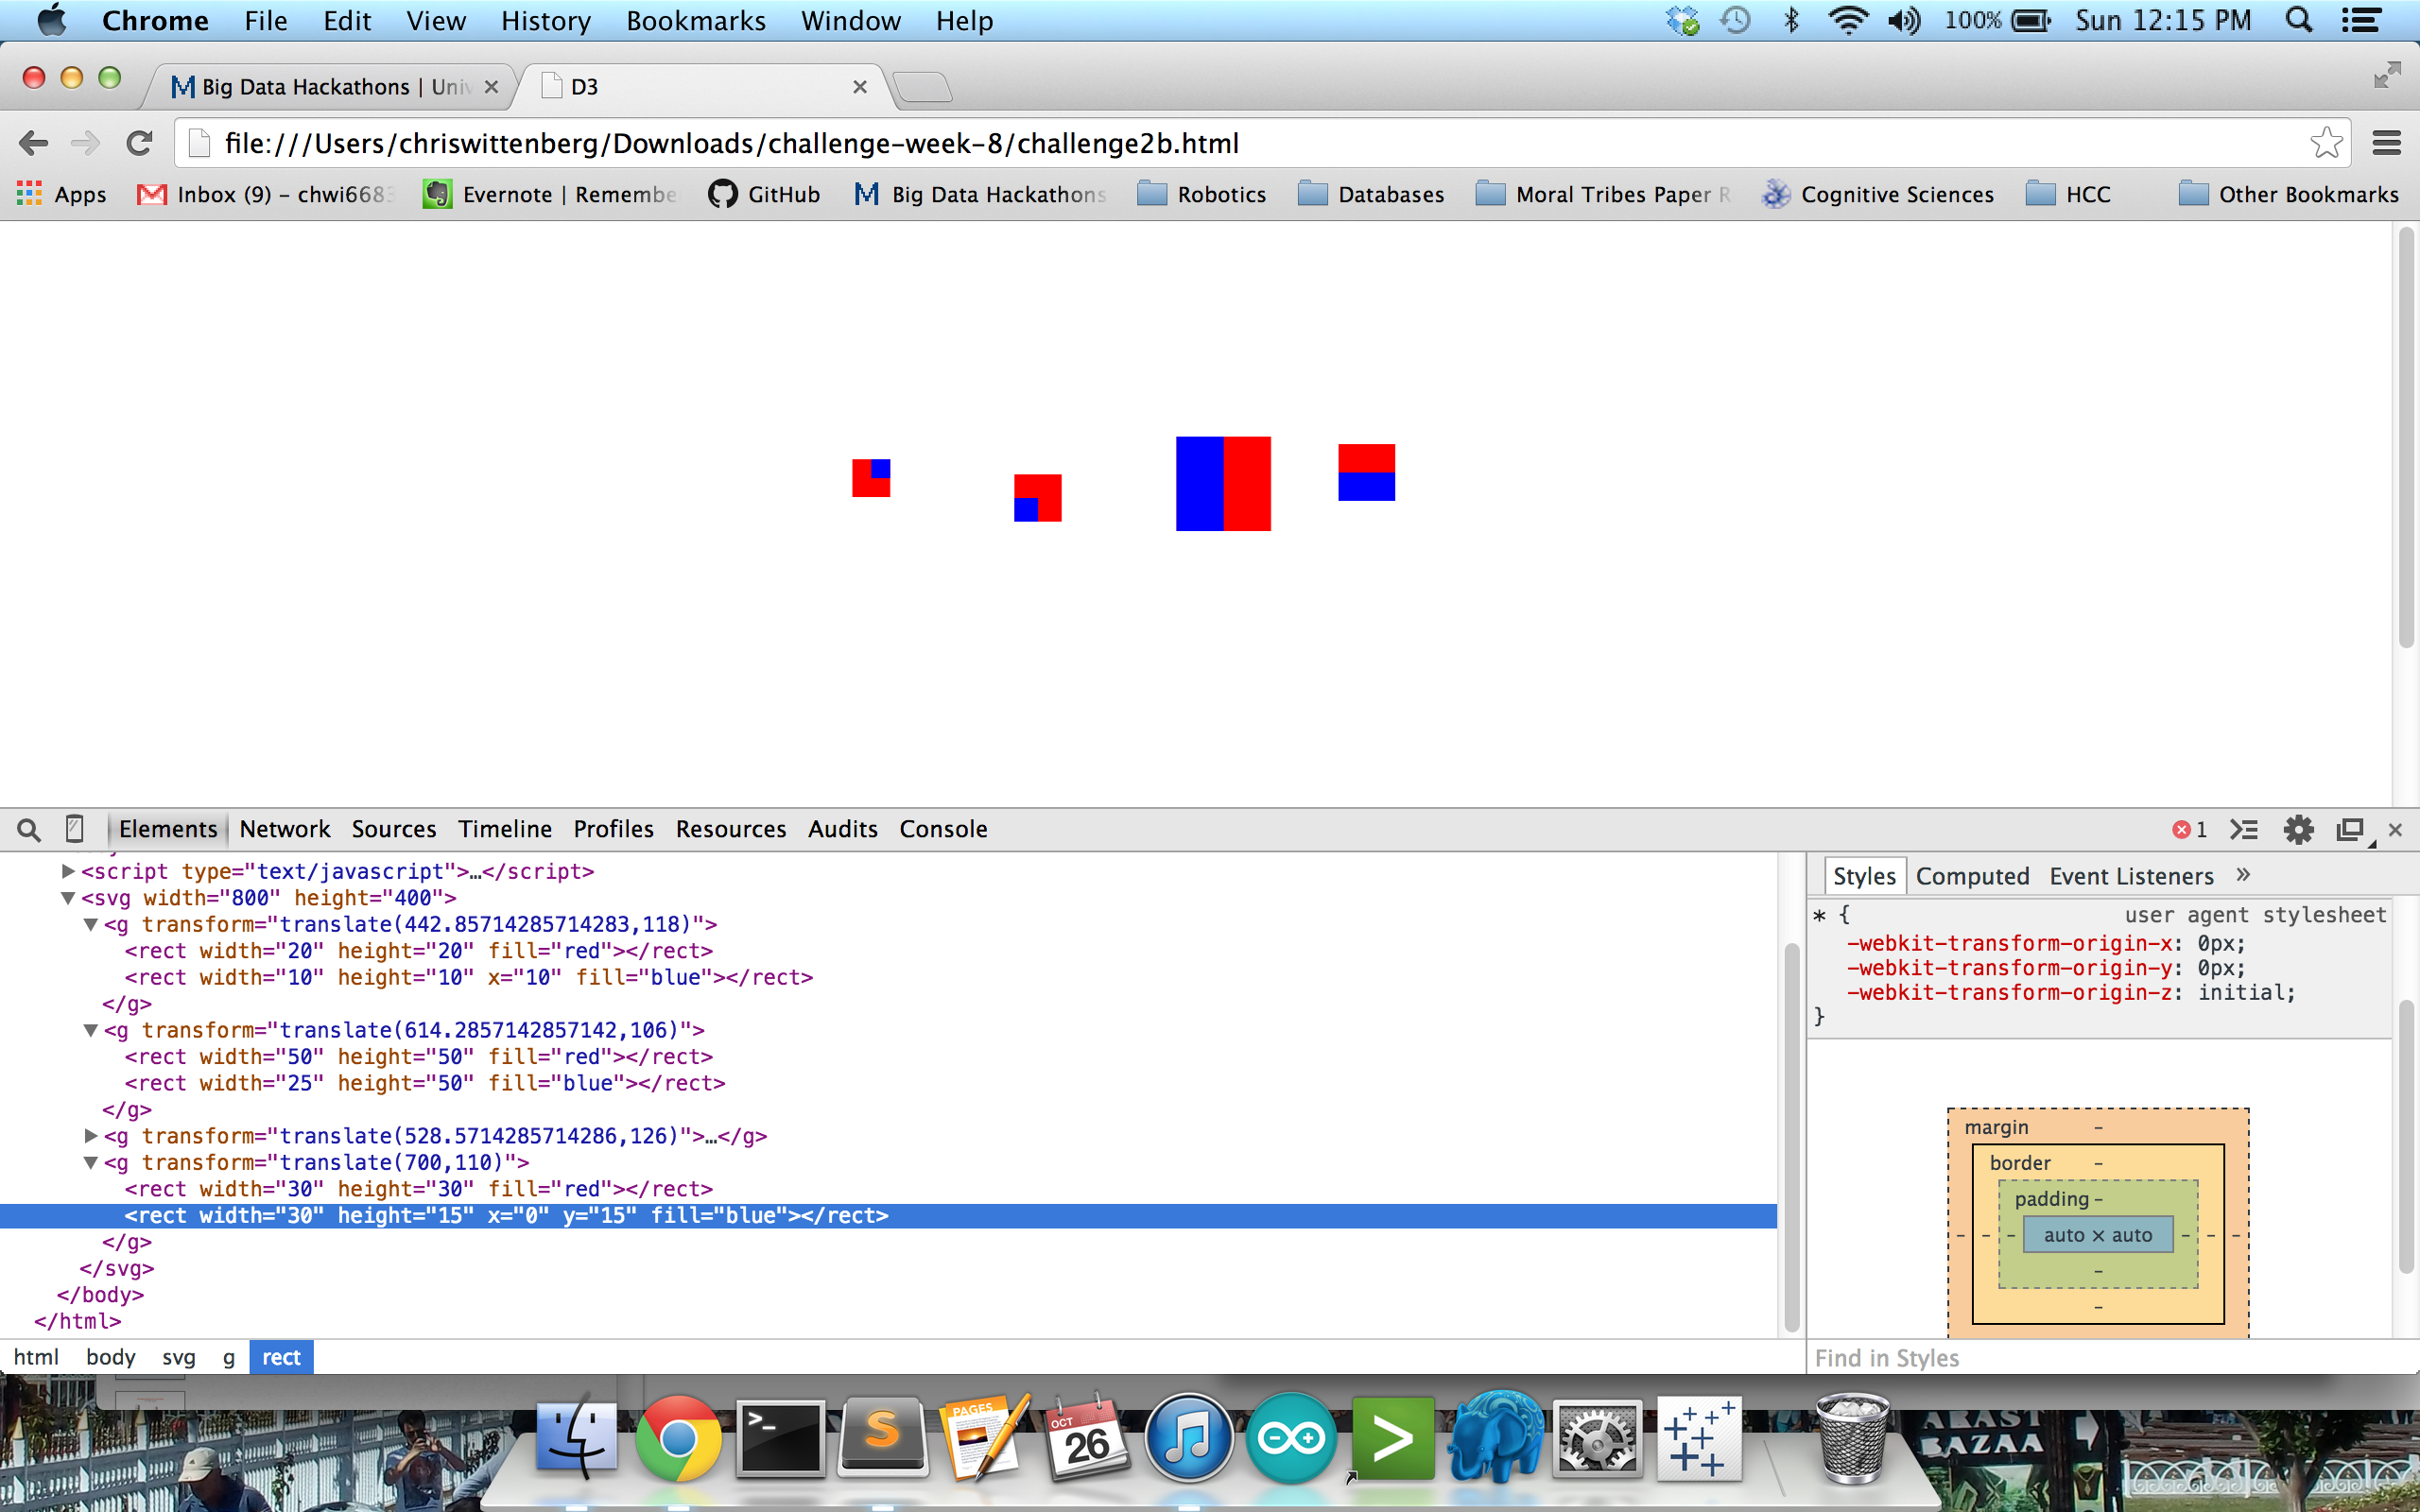 Chrome File Edit View History Bookmarks Window Help 100% Sun 12:15 PM
Big Data Hackathons | Univ D3
file:///Users/chriswittenberg/Downloads/challenge-week-8/challenge2b.html
Apps Inbox (9) – chwi6683 Evernote | Remembe GitHub Big Data Hackathons Robotics Databases Moral Tribes Paper R Cognitive Sciences HCC Other Bookmarks
Elements Network Sources Timeline Profiles Resources Audits Console 1
<script type="text/javascript">…</script>
<svg width="800" height="400">
<g transform="translate(442.85714285714283,118)">
<rect width="20" height="20" fill="red"></rect>
<rect width="10" height="10" x="10" fill="blue"></rect>
</g>
<g transform="translate(614.2857142857142,106)">
<rect width="50" height="50" fill="red"></rect>
<rect width="25" height="50" fill="blue"></rect>
</g>
<g transform="translate(528.5714285714286,126)">…</g>
<g transform="translate(700,110)">
<rect width="30" height="30" fill="red"></rect>
<rect width="30" height="15" x="0" y="15" fill="blue"></rect>
</g>
</svg>
</body>
</html>
html body svg g rect
Styles Computed Event Listeners »
* { user agent stylesheet
-webkit-transform-origin-x: 0px;
-webkit-transform-origin-y: 0px;
-webkit-transform-origin-z: initial;
}
margin –
border –
padding –
– – – auto × auto – – –
–
–
Find in Styles
PAGES
OCT
26
>_
S
ARAST
BAZAA